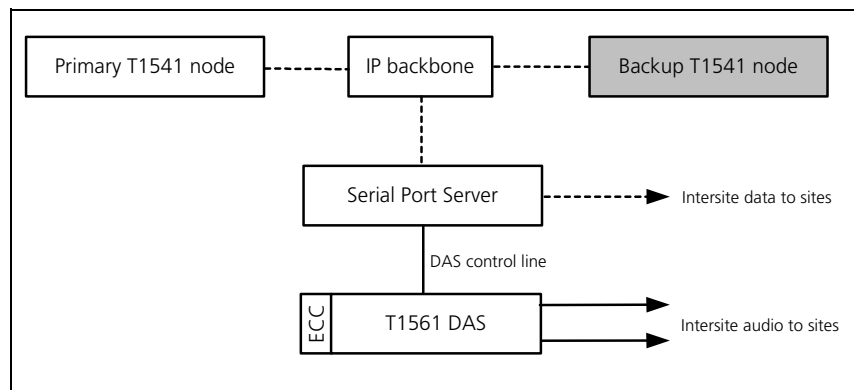 Primary T1541 node
IP backbone
Backup T1541 node
Serial Port Server
Intersite data to sites
DAS control line
ECC
T1561 DAS
Intersite audio to sites